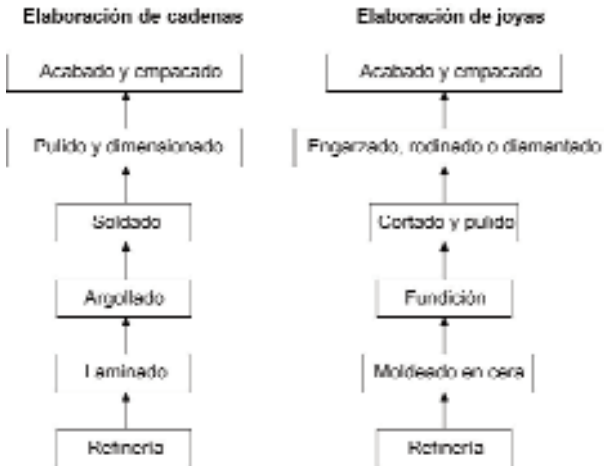 Elaboración de cadenas
Acabado y empacado
Pulido y dimensionado
Soldado
Argollado
Laminado
Refinería
Elaboración de joyas
Acabado y empacado
Engarzado, rodinado o diamantado
Cortado y pulido
Fundición
Moldeado en cera
Refinería